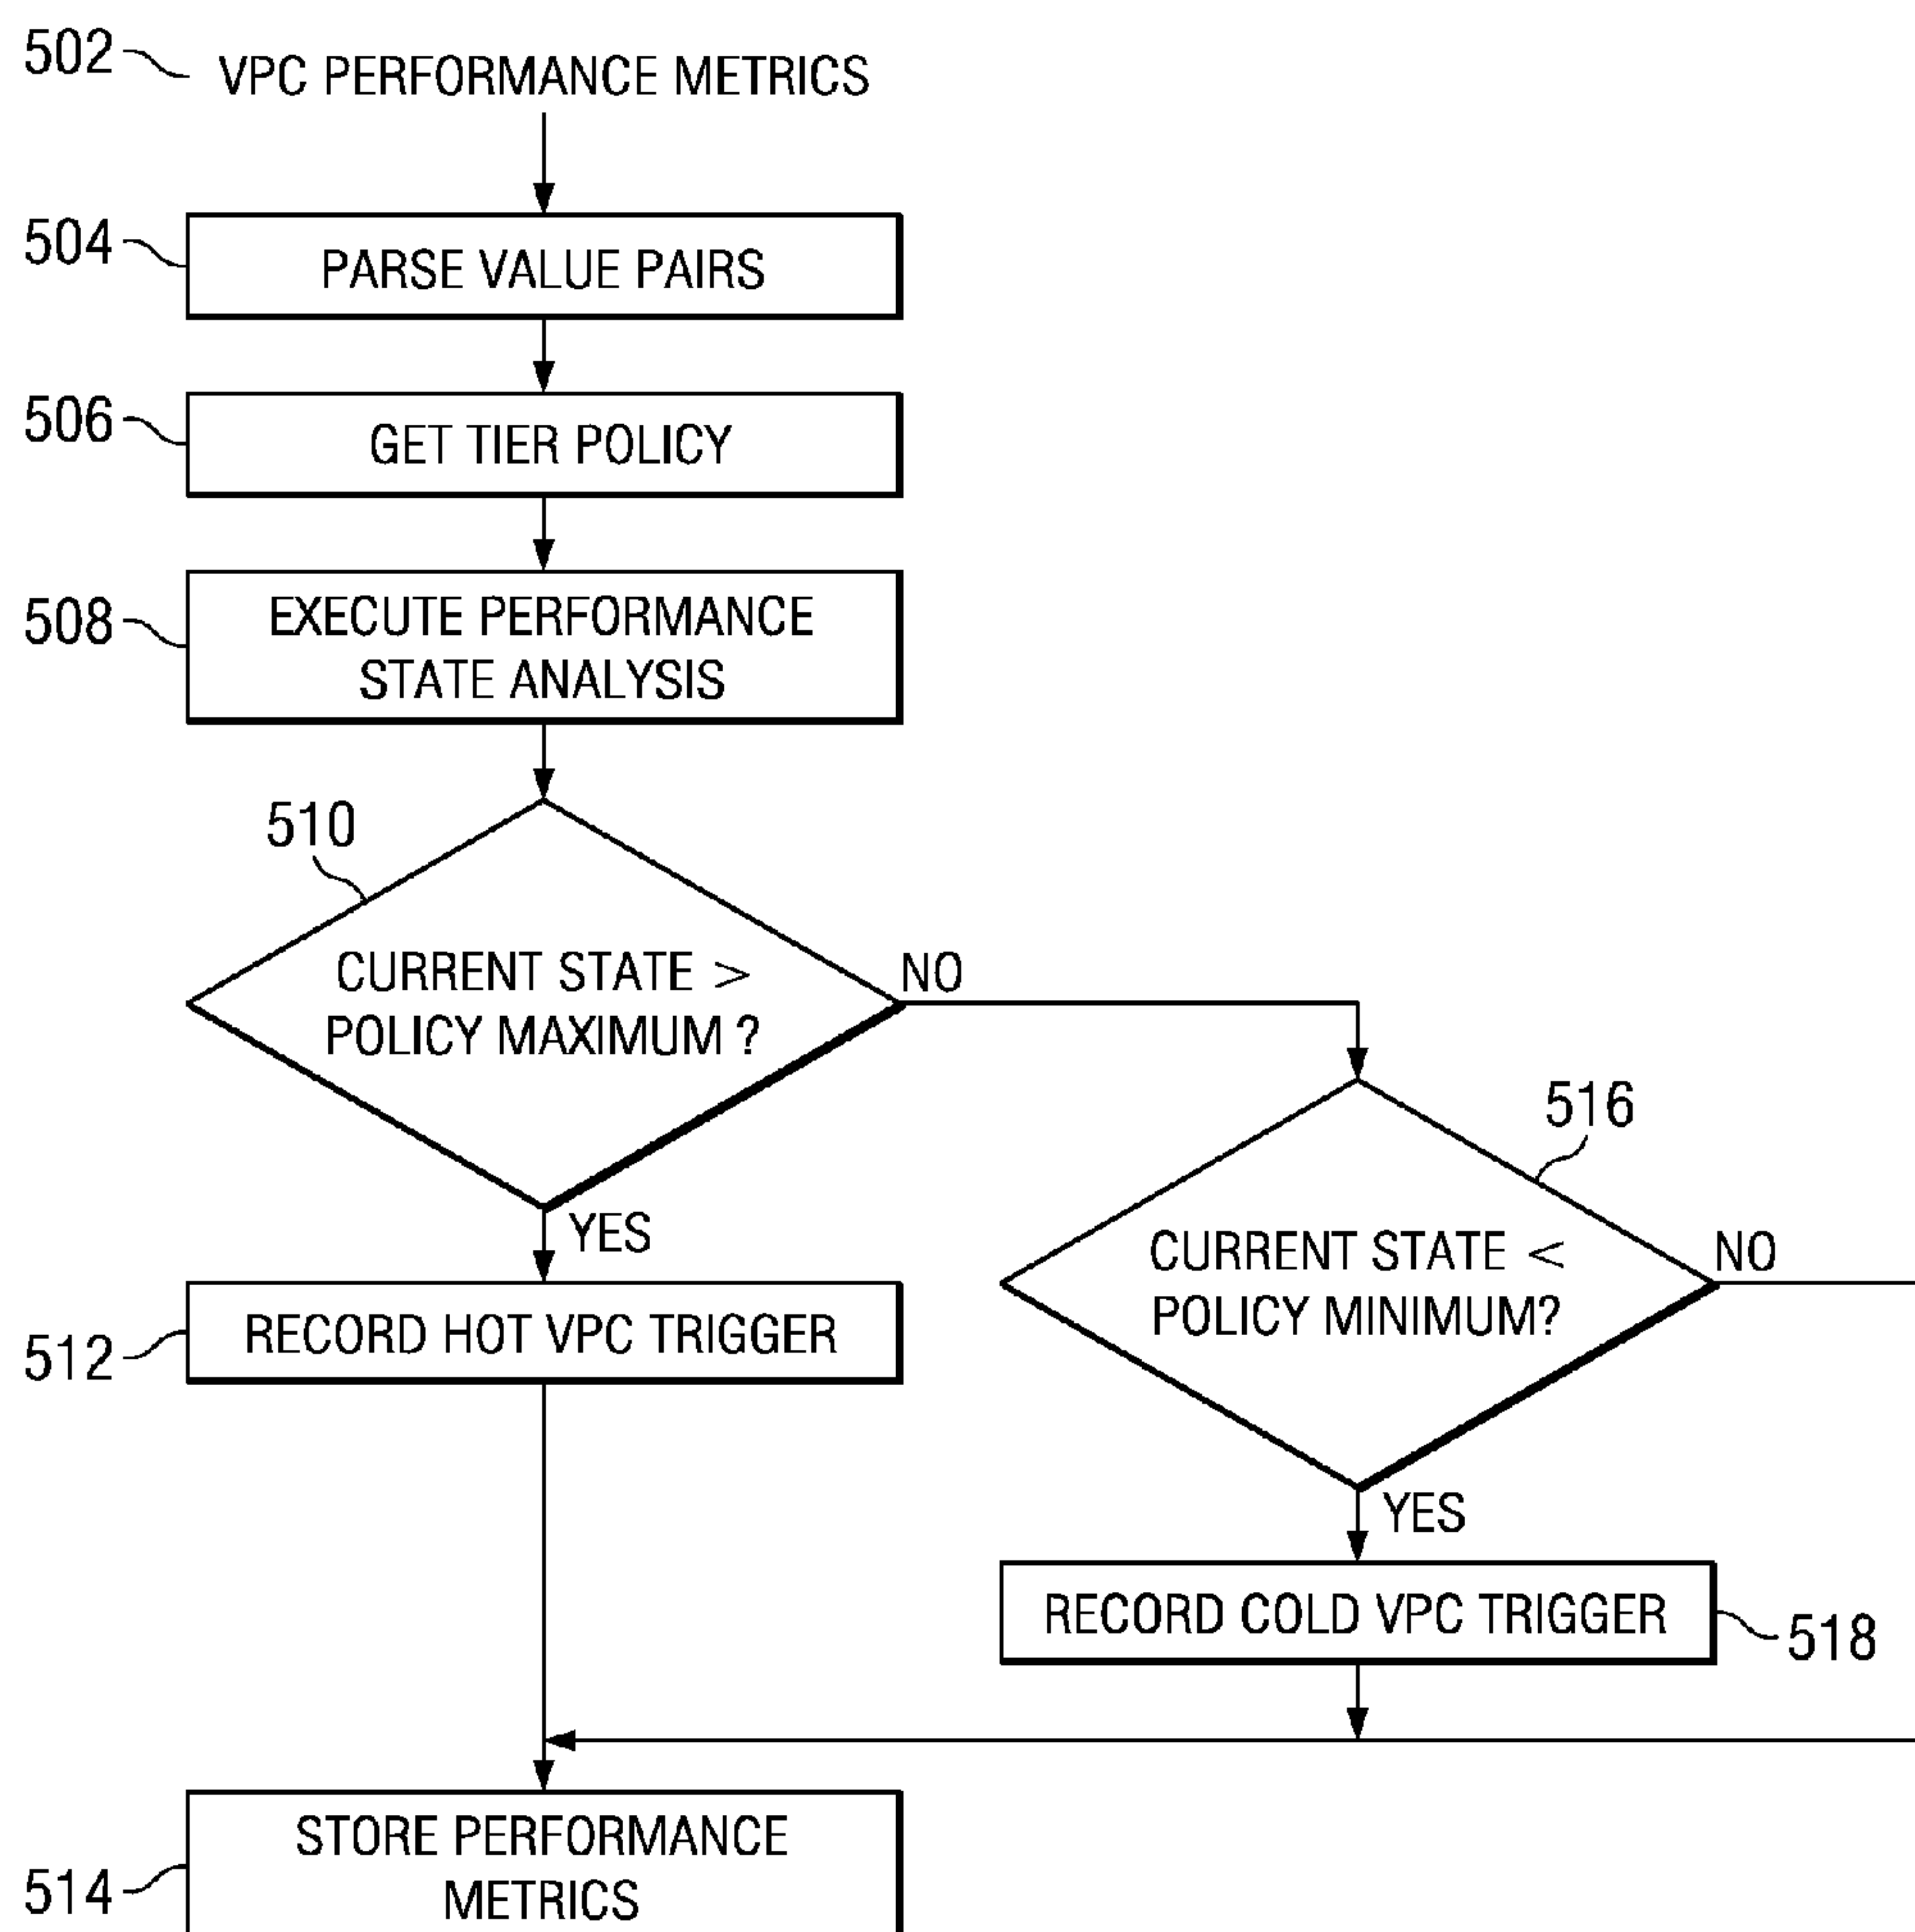 502
VPC PERFORMANCE METRICS
504
PARSE VALUE PAIRS
506
GET TIER POLICY
508
EXECUTE PERFORMANCE
STATE ANALYSIS
510
CURRENT STATE >
POLICY MAXIMUM ?
NO
YES
516
CURRENT STATE <
POLICY MINIMUM?
NO
YES
512
RECORD HOT VPC TRIGGER
RECORD COLD VPC TRIGGER
518
514
STORE PERFORMANCE
METRICS